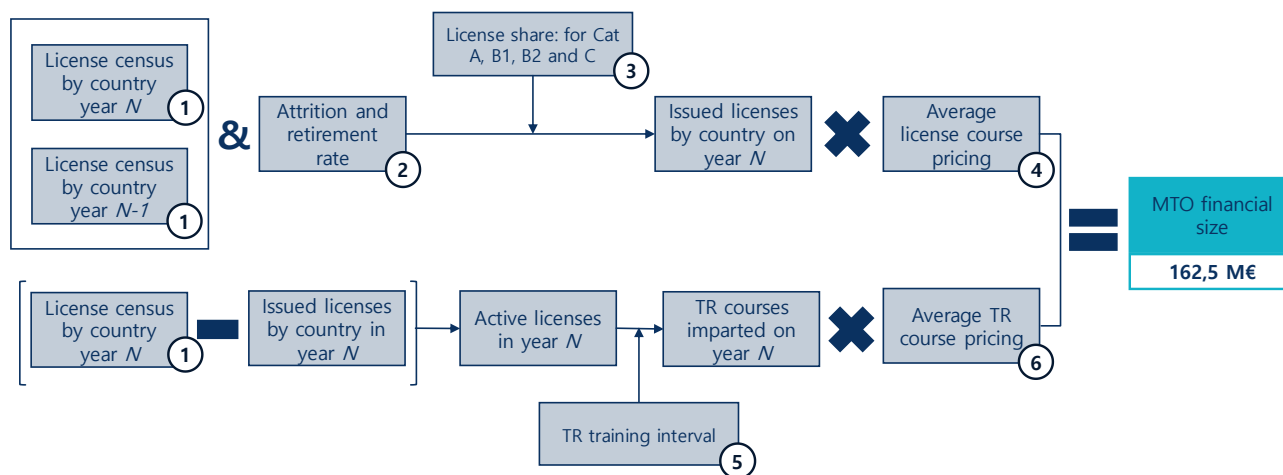 License census
by country
year N
1
License census
by country
year N-1
1
&
Attrition and
retirement
rate
2
License share: for Cat
A, B1, B2 and C
3
Issued licenses
by country on
year N
Average
license course
pricing
4
MTO financial
size
162,5 M€
License census
by country
year N
1
Issued licenses
by country in
year N
Active licenses
in year N
TR courses
imparted on
year N
Average TR
course pricing
6
TR training interval
5